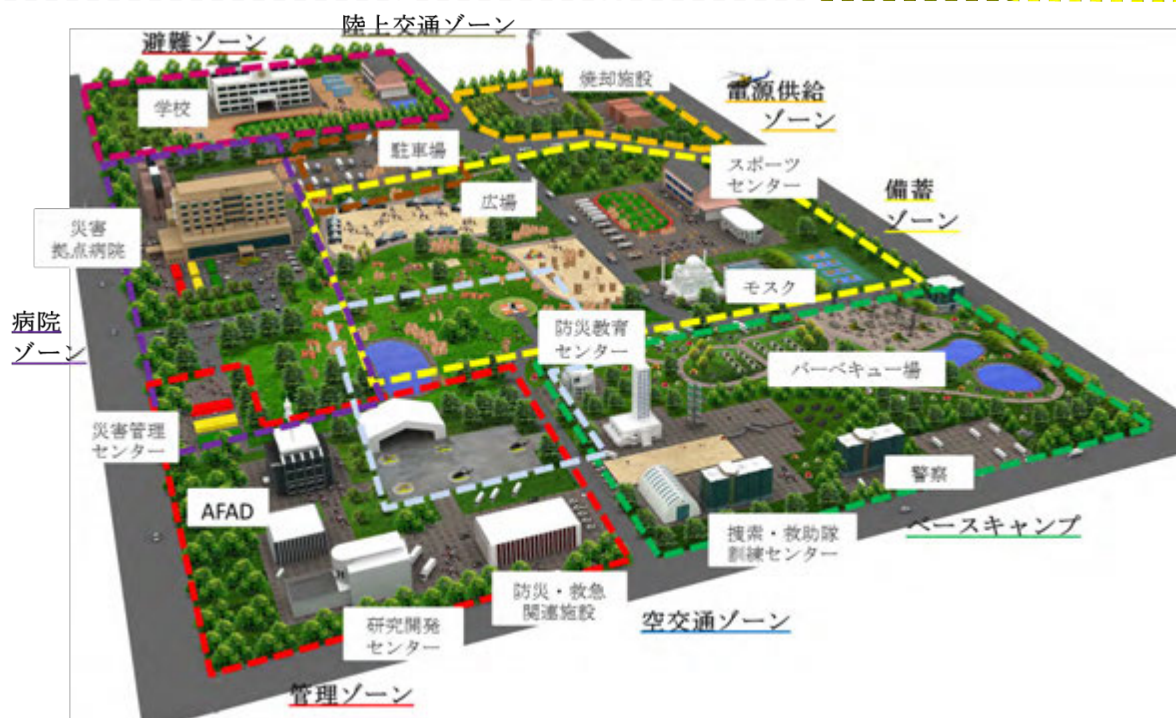 陸上交通ゾーン
避難ゾーン
焼却施設
電源供給
ゾーン
学校
駐車場
スポーツ
センター
備蓄
ゾーン
広場
災害
拠点病院
モスク
病院
ゾーン
防災教育
センター
バーベキュー場
災害管理
センター
警察
AFAD
ベースキャンプ
捜索・救助隊
訓練センター
防災・救急
関連施設
研究開発
センター
空交通ゾーン
管理ゾーン